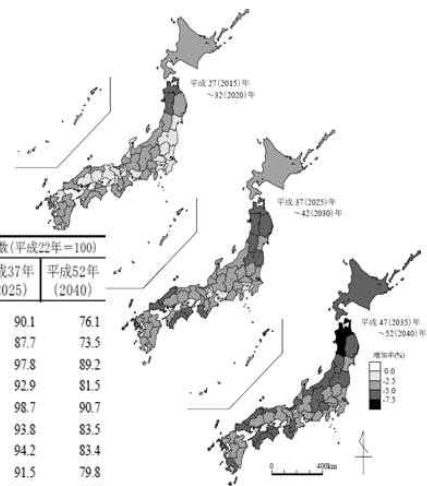 平成27(2015)年
～32(2020)年
平成37(2025)年
～42(2030)年
数(平成22年＝100)
成37年 平成52年
2025) (2040)
90.1 76.1
87.7 73.5
97.8 89.2
92.9 81.5
98.7 90.7
93.8 83.5
94.2 83.4
91.5 79.8
平成47(2035)年
～52(2040)年
増加率(%)
0.0
-2.5
-5.0
-7.5
0 400km